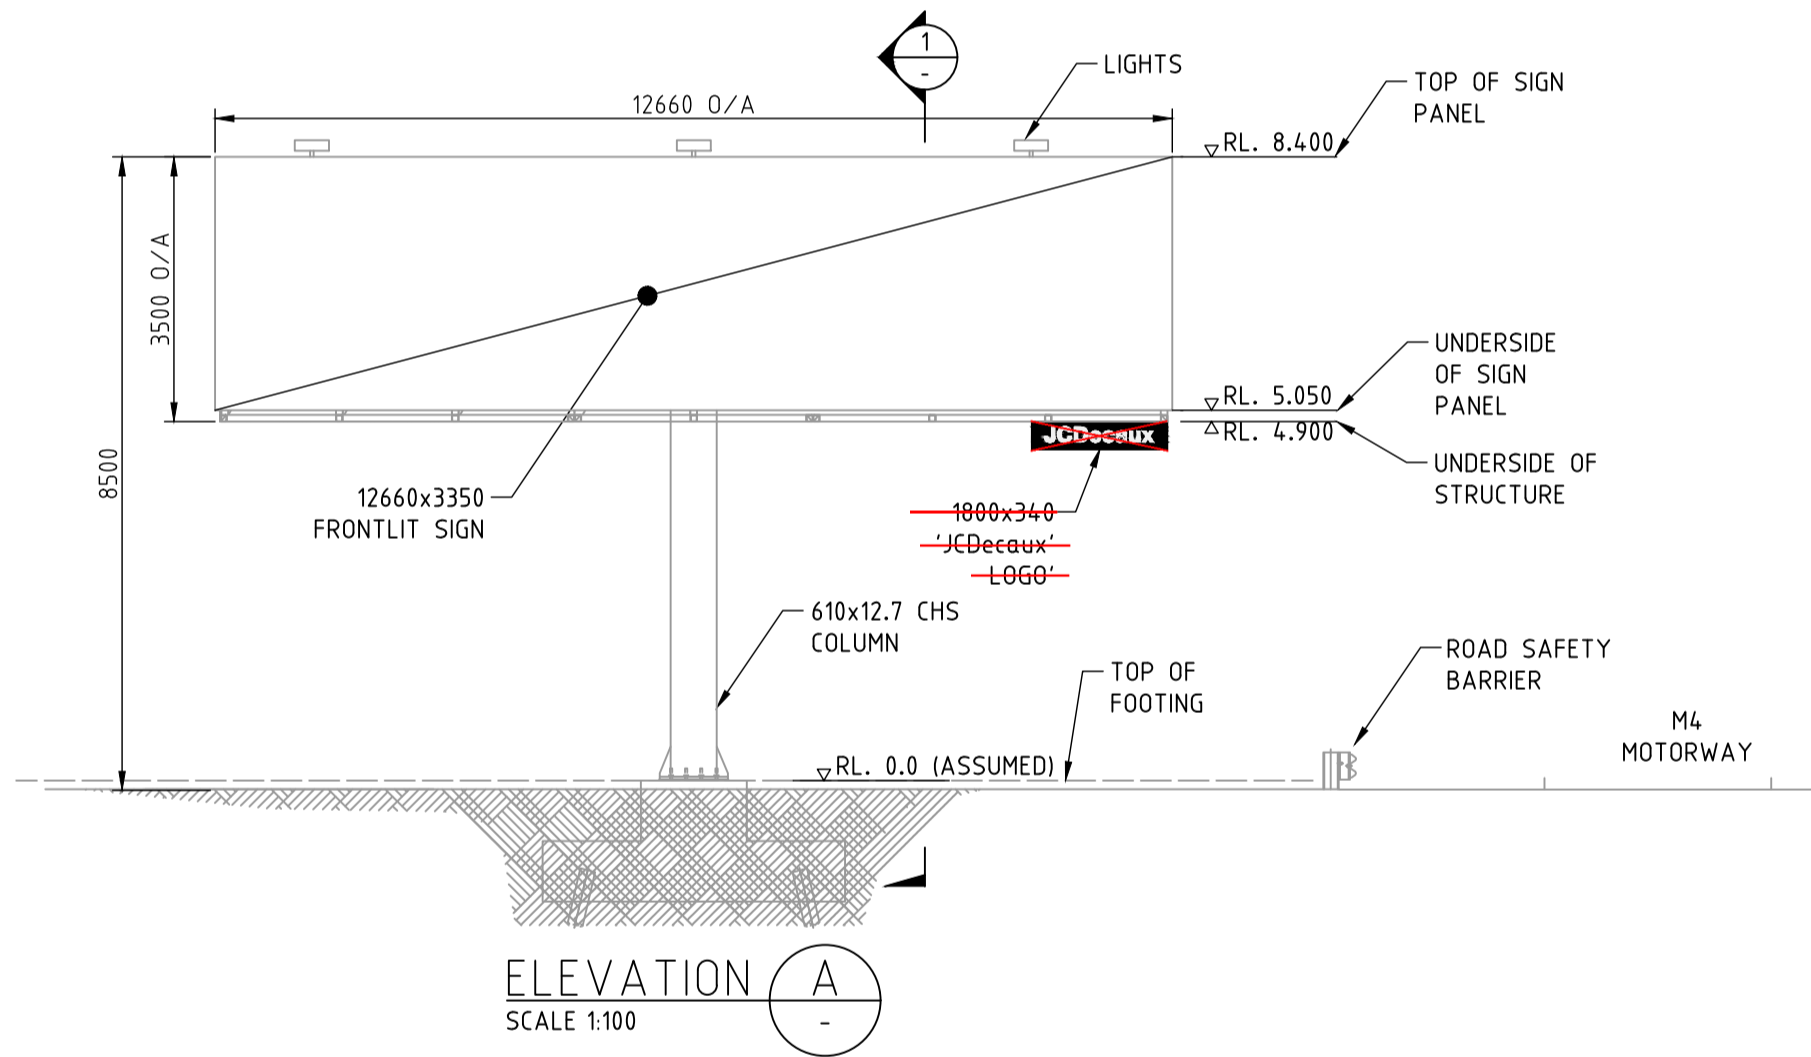 1
-
LIGHTS
TOP OF SIGN
PANEL
12660 O/A
RL. 8.400
3500 O/A
8500
UNDERSIDE
OF SIGN
PANEL
RL. 5.050
RL. 4.900
JCDecaux
UNDERSIDE OF
STRUCTURE
12660x3350
FRONTLIT SIGN
1800x340
'JCDecaux'
LOGO'
610x12.7 CHS
COLUMN
TOP OF
FOOTING
ROAD SAFETY
BARRIER
M4
MOTORWAY
RL. 0.0 (ASSUMED)
ELEVATION
A
-
SCALE 1:100